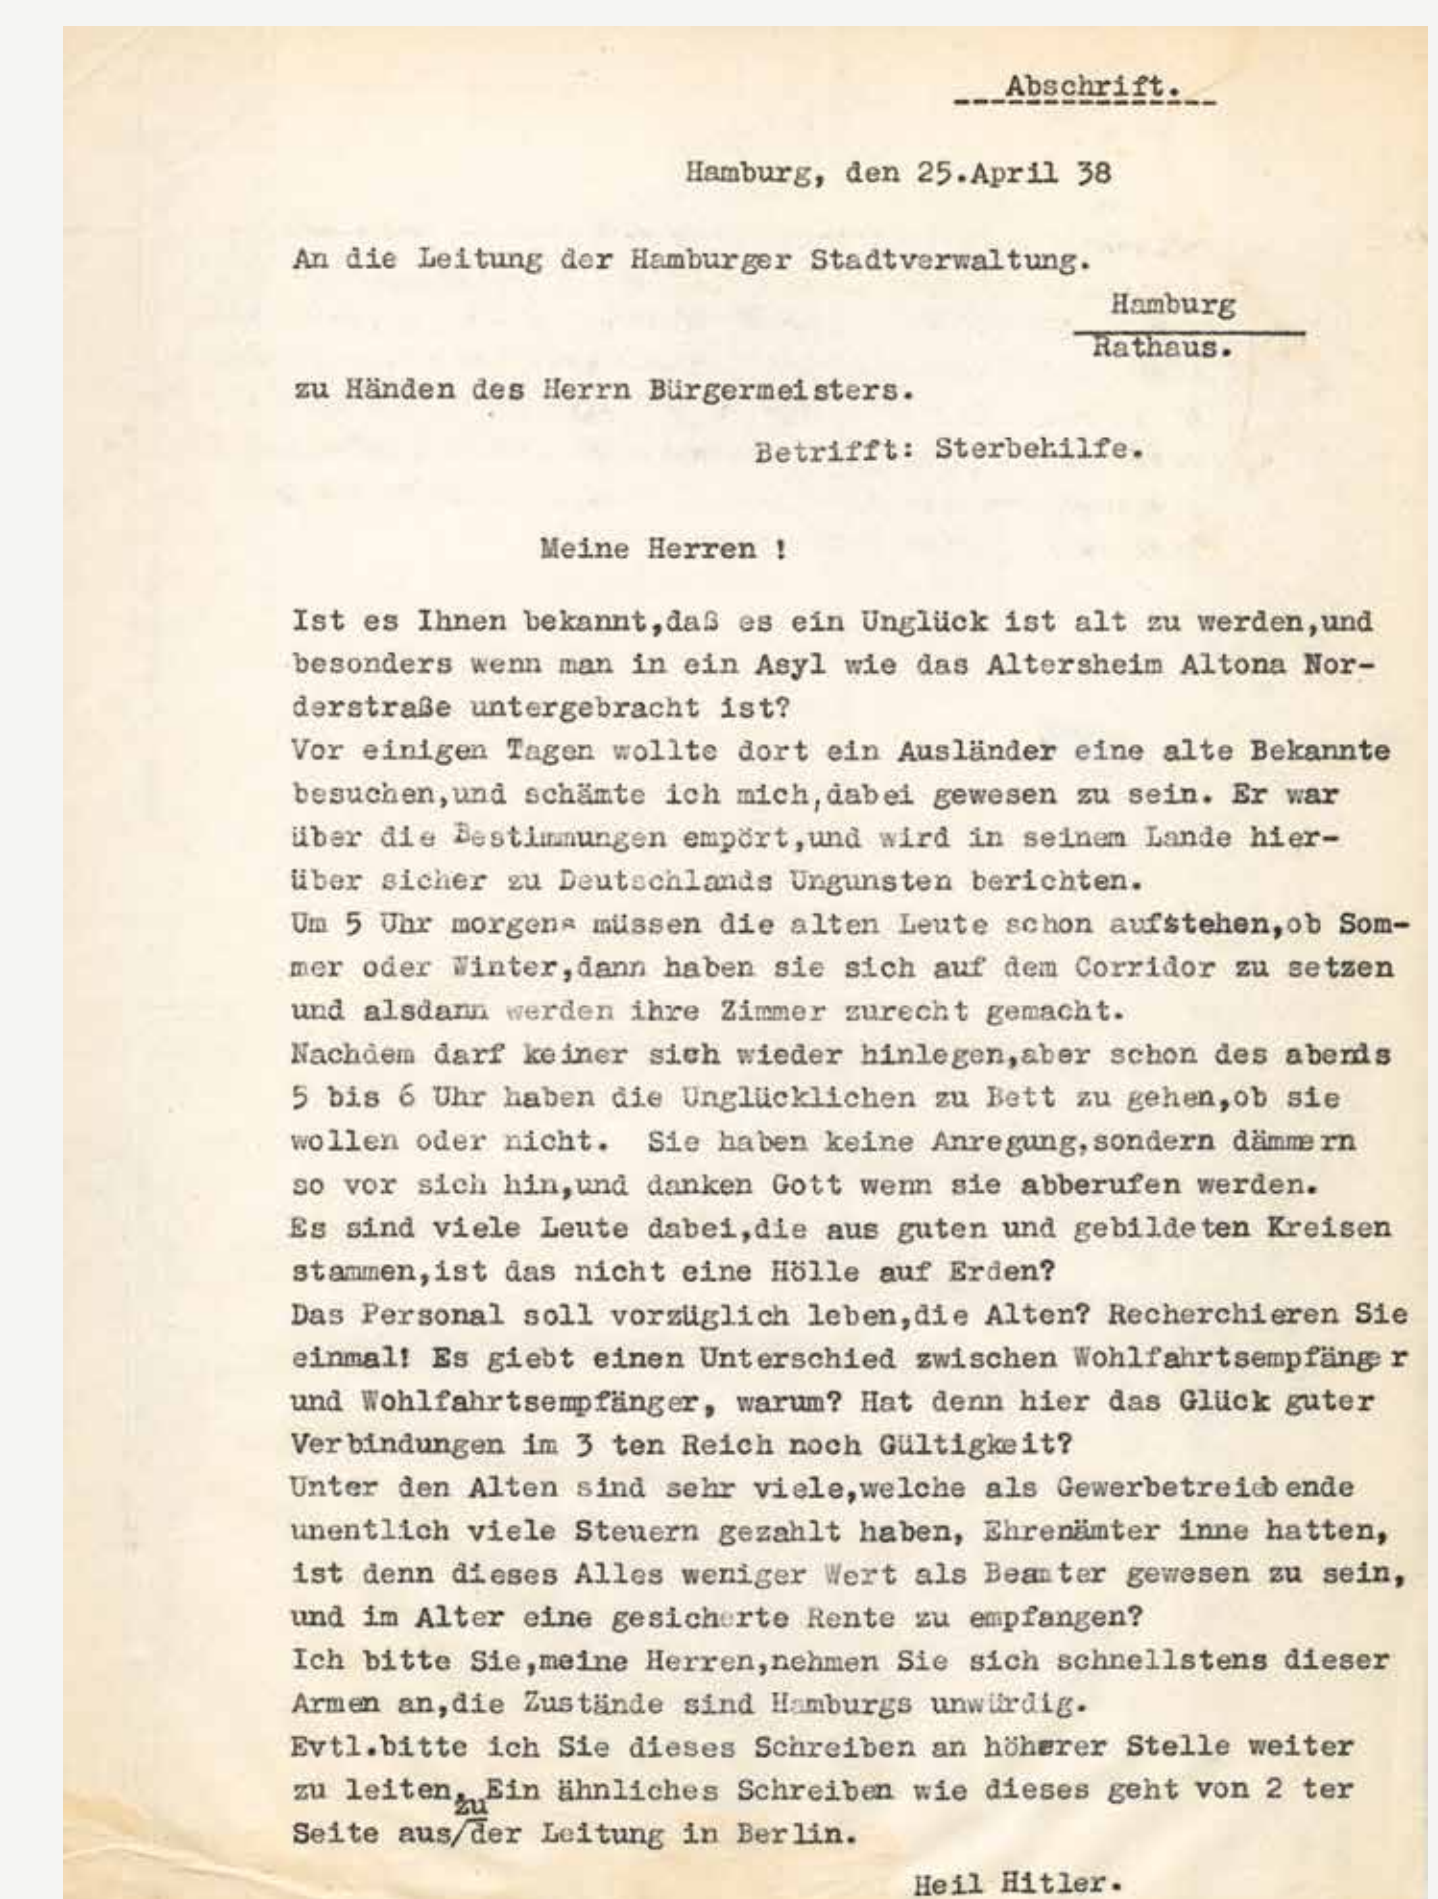 Abschrift.
Hamburg, den 25.April 38
An die Leitung der Hamburger Stadtverwaltung.
Hamburg
Rathaus.
zu Händen des Herrn Bürgermeisters.
Betrifft: Sterbehilfe.
Meine Herren !
Ist es Ihnen bekannt,daß es ein Unglück ist alt zu werden,und
besonders wenn man in ein Asyl wie das Altersheim Altona Nor-
derstraße untergebracht ist?
Vor einigen Tagen wollte dort ein Ausländer eine alte Bekannte
besuchen,und schämte ich mich,dabei gewesen zu sein. Er war
über die Bestimmungen empört,und wird in seinem Lande hier-
über sicher zu Deutschlands Ungunsten berichten.
Um 5 Uhr morgens müssen die alten Leute schon aufstehen,ob Som-
mer oder Winter,dann haben sie sich auf dem Corridor zu setzen
und alsdann werden ihre Zimmer zurecht gemacht.
Nachdem darf keiner sich wieder hinlegen,aber schon des abends
5 bis 6 Uhr haben die Unglücklichen zu Bett zu gehen,ob sie
wollen oder nicht. Sie haben keine Anregung,sondern dämmern
so vor sich hin,und danken Gott wenn sie abberufen werden.
Es sind viele Leute dabei,die aus guten und gebildeten Kreisen
stammen,ist das nicht eine Hölle auf Erden?
Das Personal soll vorzüglich leben,die Alten? Recherchieren Sie
einmal! Es giebt einen Unterschied zwischen Wohlfahrtsempfänger
und Wohlfahrtsempfänger, warum? Hat denn hier das Glück guter
Verbindungen im 3 ten Reich noch Gültigkeit?
Unter den Alten sind sehr viele,welche als Gewerbetreibende
unentlich viele Steuern gezahlt haben, Ehrenämter inne hatten,
ist denn dieses Alles weniger Wert als Beamter gewesen zu sein,
und im Alter eine gesicherte Rente zu empfangen?
Ich bitte Sie,meine Herren,nehmen Sie sich schnellstens dieser
Armen an,die Zustände sind Hamburgs unwürdig.
Evtl.bitte ich Sie dieses Schreiben an höherer Stelle weiter
zu leiten. Ein ähnliches Schreiben wie dieses geht von 2 ter
Seite aus/zu der Leitung in Berlin.
Heil Hitler.